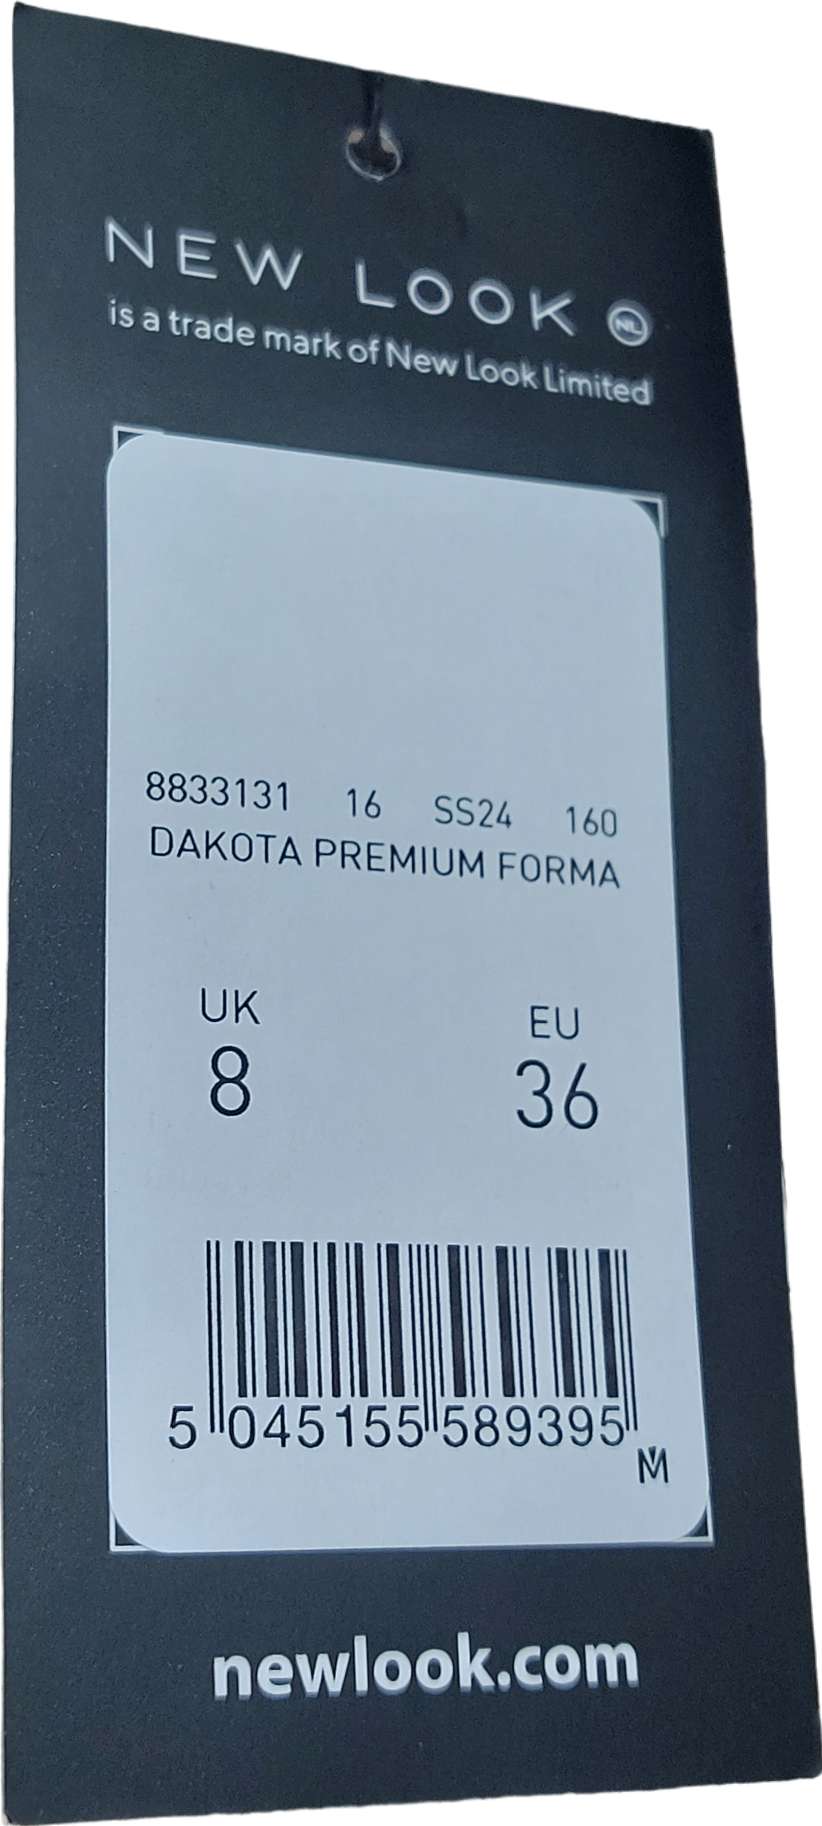 NEW LOOK NL
is a trade mark of New Look Limited
8833131 16 SS24 160
DAKOTA PREMIUM FORMA
UK EU
8 36
5 045155 589395
M
newlook.com